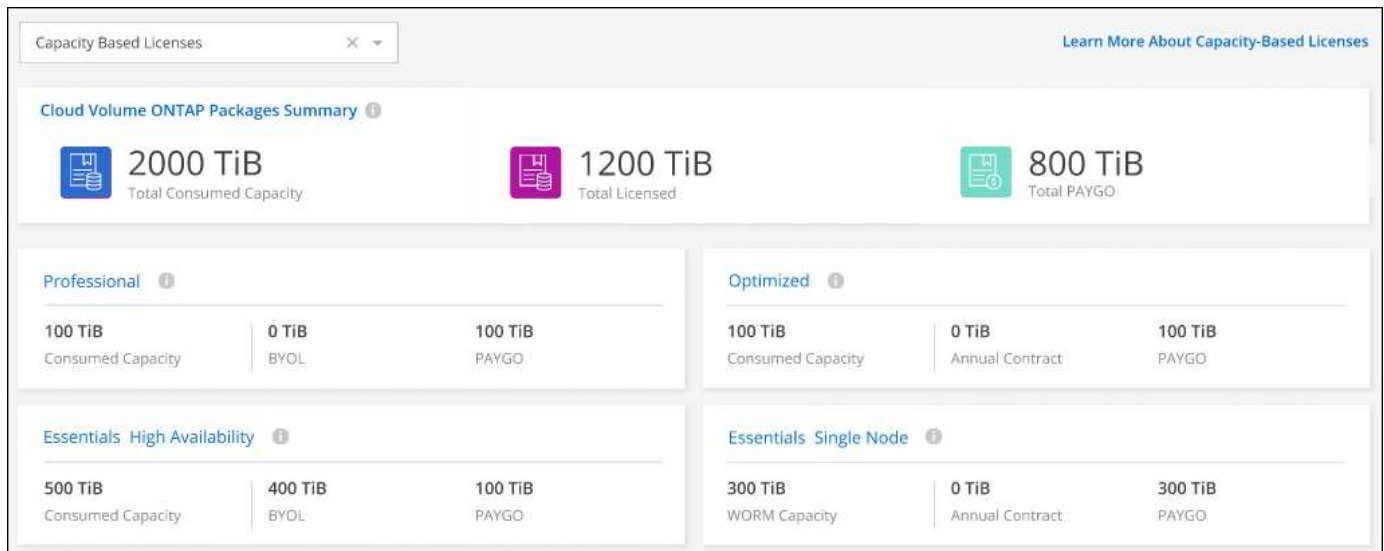 Capacity Based Licenses
Learn More About Capacity-Based Licenses
Cloud Volume ONTAP Packages Summary
2000 TiB
Total Consumed Capacity
1200 TiB
Total Licensed
800 TiB
Total PAYGO
Professional
100 TiB
Consumed Capacity
0 TiB
BYOL
100 TiB
PAYGO
Optimized
100 TiB
Consumed Capacity
0 TiB
Annual Contract
100 TiB
PAYGO
Essentials High Availability
500 TiB
Consumed Capacity
400 TiB
BYOL
100 TiB
PAYGO
Essentials Single Node
300 TiB
WORM Capacity
0 TiB
Annual Contract
300 TiB
PAYGO